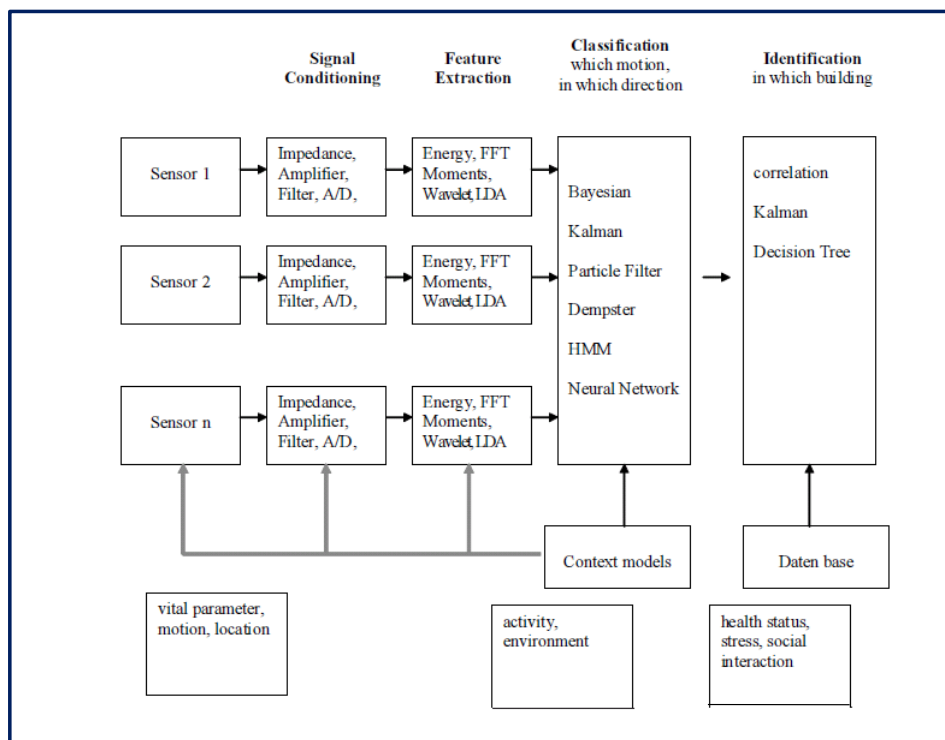 Signal
Conditioning
Feature
Extraction
Classification
which motion,
in which direction
Identification
in which building
Sensor 1
Impedance,
Amplifier,
Filter, A/D,
Energy, FFT
Moments,
Wavelet,LDA
Sensor 2
Impedance,
Amplifier,
Filter, A/D,
Energy, FFT
Moments,
Wavelet,LDA
Sensor n
Impedance,
Amplifier,
Filter, A/D,
Energy, FFT
Moments,
Wavelet,LDA
Bayesian
Kalman
Particle Filter
Dempster
HMM
Neural Network
correlation
Kalman
Decision Tree
Context models
Daten base
vital parameter,
motion, location
activity,
environment
health status,
stress, social
interaction